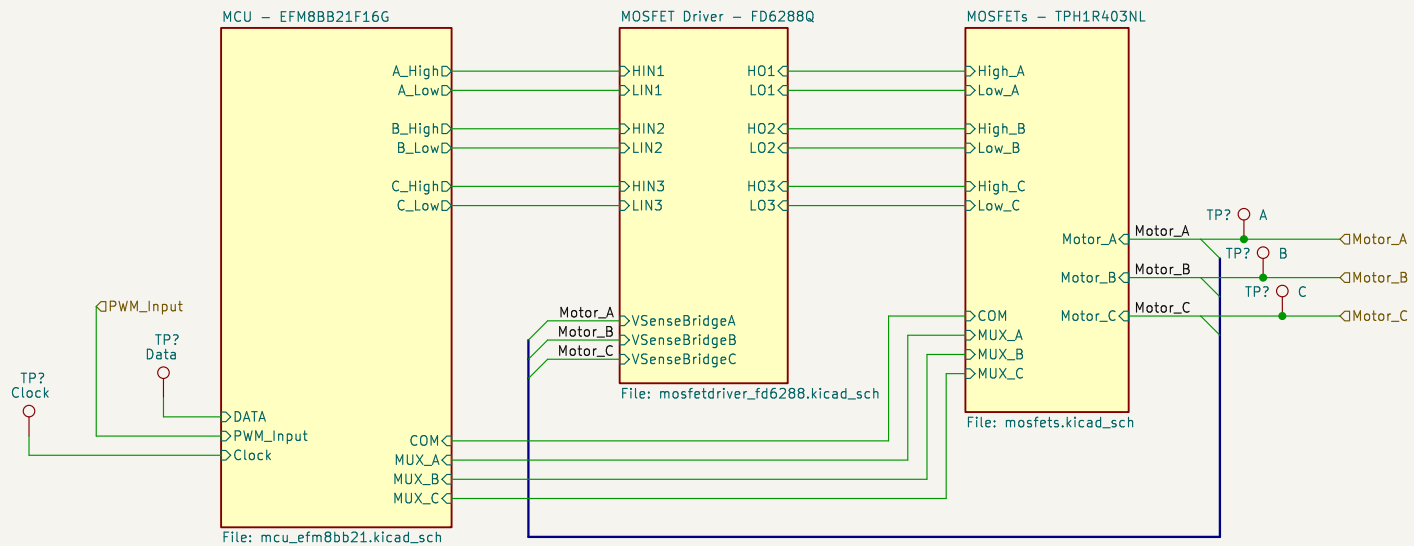 MCU – EFM8BB21F16G
A_High
A_Low
B_High
B_Low
C_High
C_Low
PWM_Input
TP?
Data
TP?
Clock
DATA
PWM_Input
Clock
COM
MUX_A
MUX_B
MUX_C
File: mcu_efm8bb21.kicad_sch
MOSFET Driver – FD6288Q
HIN1 HO1
LIN1 LO1
HIN2 HO2
LIN2 LO2
HIN3 HO3
LIN3 LO3
Motor_A VSenseBridgeA
Motor_B VSenseBridgeB
Motor_C VSenseBridgeC
File: mosfetdriver_fd6288.kicad_sch
MOSFETs – TPH1R403NL
High_A
Low_A
High_B
Low_B
High_C
Low_C
Motor_A Motor_A TP? A Motor_A
Motor_B Motor_B TP? B Motor_B
Motor_C Motor_C TP? C Motor_C
COM
MUX_A
MUX_B
MUX_C
File: mosfets.kicad_sch